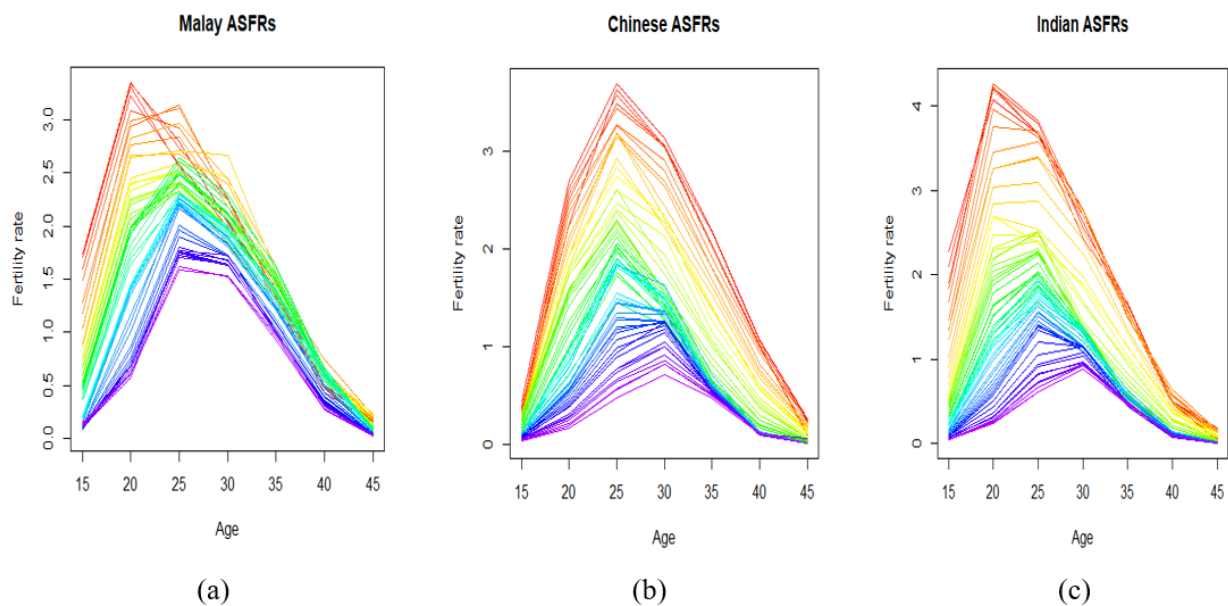 Malay ASFRs
Fertility rate
3.0
2.5
2.0
1.5
1.0
0.5
0.0
15 20 25 30 35 40 45
Age
(a)
Chinese ASFRs
Fertility rate
3
2
1
0
15 20 25 30 35 40 45
Age
(b)
Indian ASFRs
Fertility rate
4
3
2
1
0
15 20 25 30 35 40 45
Age
(c)